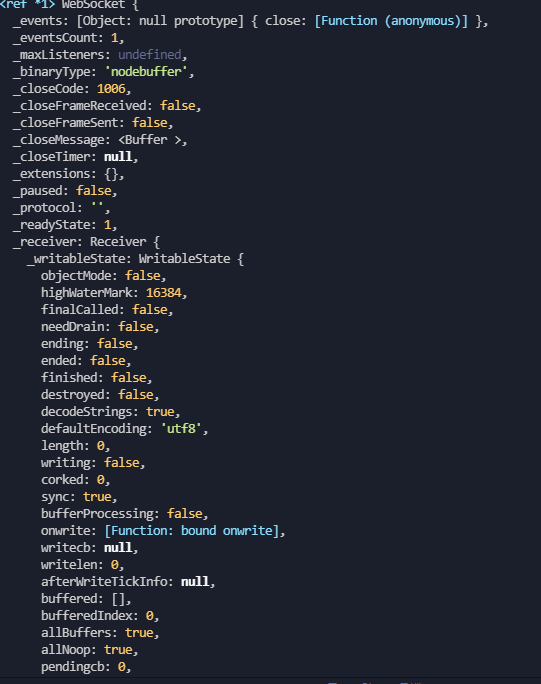 <ref *1> WebSocket {
_events: [Object: null prototype] { close: [Function (anonymous)] },
_eventsCount: 1,
_maxListeners: undefined,
_binaryType: 'nodebuffer',
_closeCode: 1006,
_closeFrameReceived: false,
_closeFrameSent: false,
_closeMessage: <Buffer >,
_closeTimer: null,
_extensions: {},
_paused: false,
_protocol: '',
_readyState: 1,
_receiver: Receiver {
_writableState: WritableState {
objectMode: false,
highWaterMark: 16384,
finalCalled: false,
needDrain: false,
ending: false,
ended: false,
finished: false,
destroyed: false,
decodeStrings: true,
defaultEncoding: 'utf8',
length: 0,
writing: false,
corked: 0,
sync: true,
bufferProcessing: false,
onwrite: [Function: bound onwrite],
writecb: null,
writelen: 0,
afterWriteTickInfo: null,
buffered: [],
bufferedIndex: 0,
allBuffers: true,
allNoop: true,
pendingcb: 0,